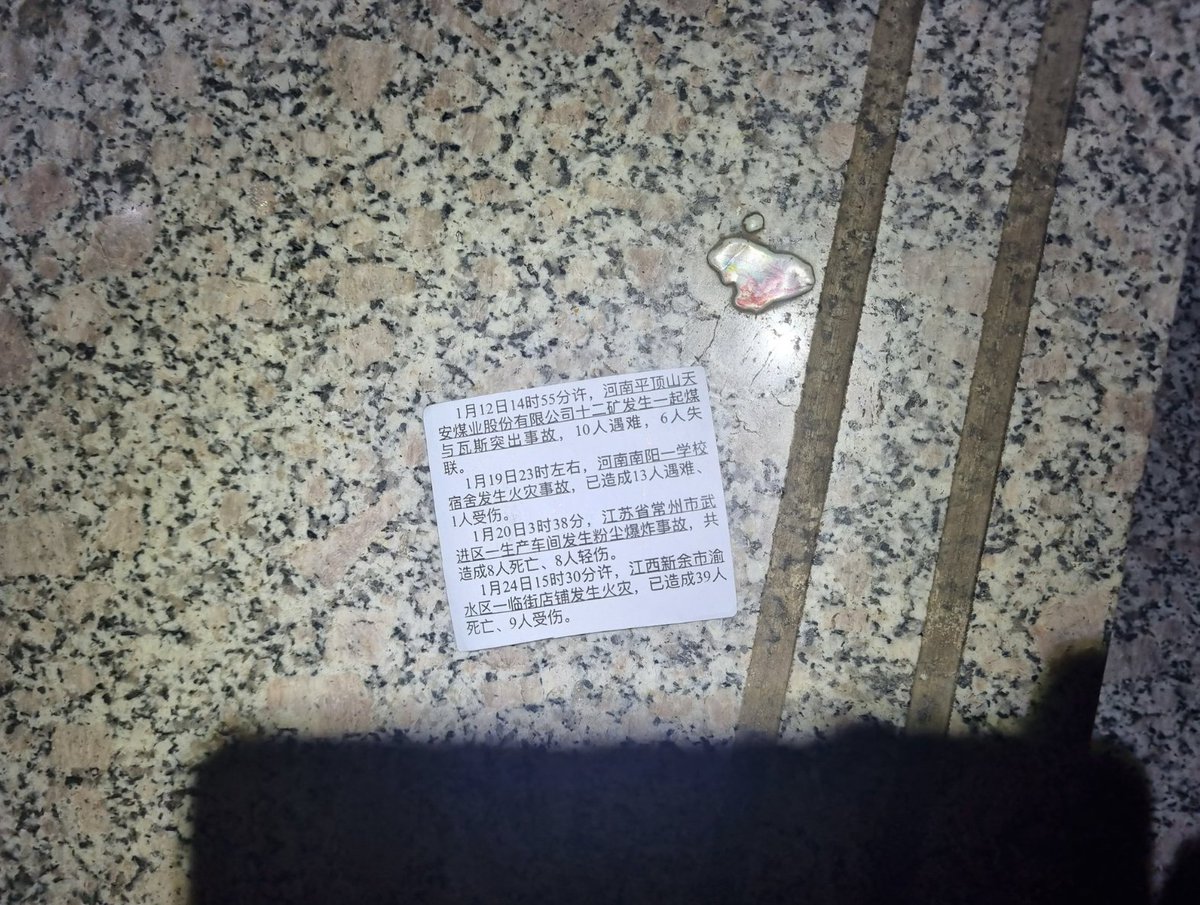 1月12日14时55分许，河南平顶山天
安煤业股份有限公司十二矿发生一起煤
与瓦斯突出事故，10人遇难，6人失
联。
1月19日23时左右，河南南阳一学校
宿舍发生火灾事故，已造成13人遇难、
1人受伤。
1月20日3时38分，江苏省常州市武
进区一生产车间发生粉尘爆炸事故，共
造成8人死亡、8人轻伤。
1月24日15时30分许，江西新余市渝
水区一临街店铺发生火灾，已造成39人
死亡、9人受伤。